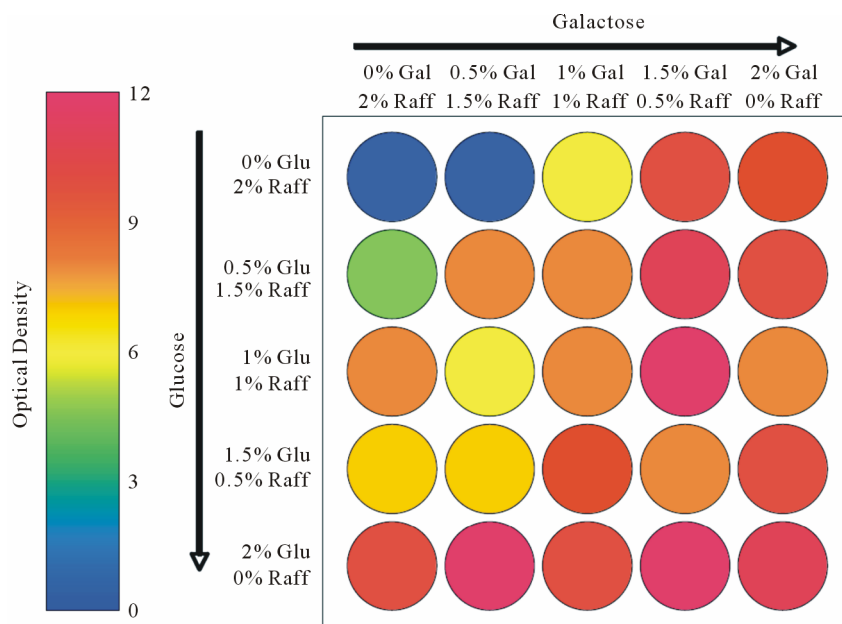 Galactose
0% Gal 0.5% Gal 1% Gal 1.5% Gal 2% Gal
2% Raff 1.5% Raff 1% Raff 0.5% Raff 0% Raff
12
9
6
3
0
Optical Density
Glucose
0% Glu
2% Raff
0.5% Glu
1.5% Raff
1% Glu
1% Raff
1.5% Glu
0.5% Raff
2% Glu
0% Raff